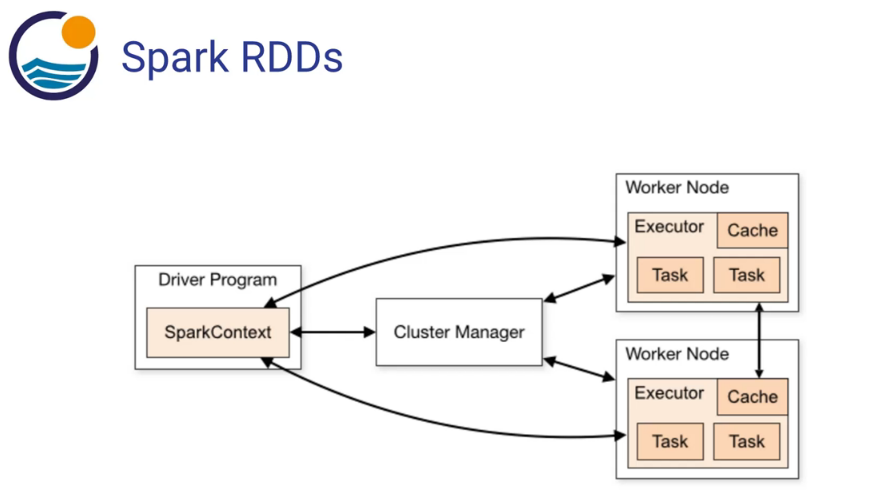 Spark RDDs
Driver Program
SparkContext
Cluster Manager
Worker Node
Executor
Cache
Task
Task
Worker Node
Executor
Cache
Task
Task